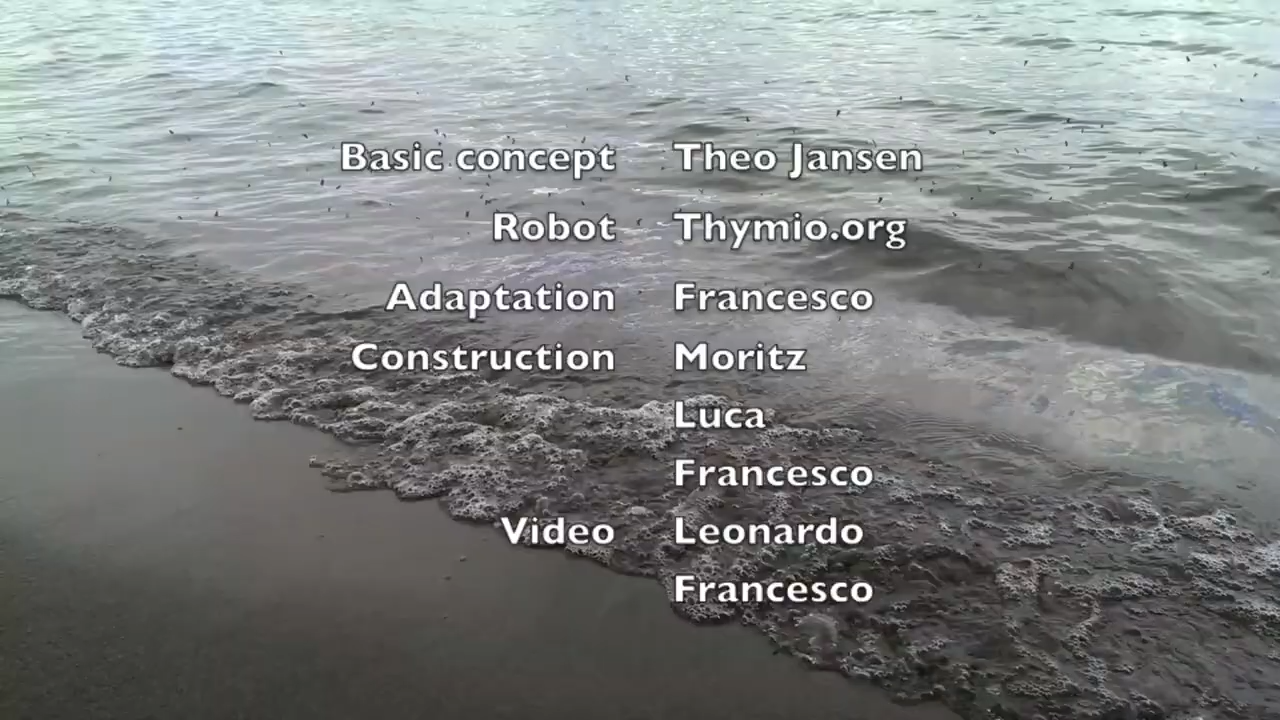 Basic concept Theo Jansen
Robot Thymio.org
Adaptation Francesco
Construction Moritz
Luca
Francesco
Video Leonardo
Francesco